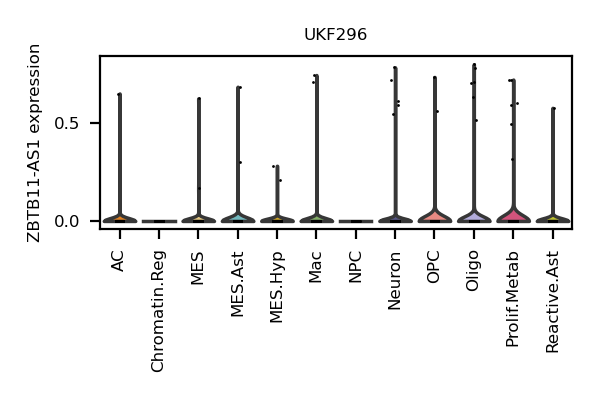 UKF296
ZBTB11-AS1 expression
0.5
0.0
AC
Chromatin.Reg
MES
MES.Ast
MES.Hyp
Mac
NPC
Neuron
OPC
Oligo
Prolif.Metab
Reactive.Ast